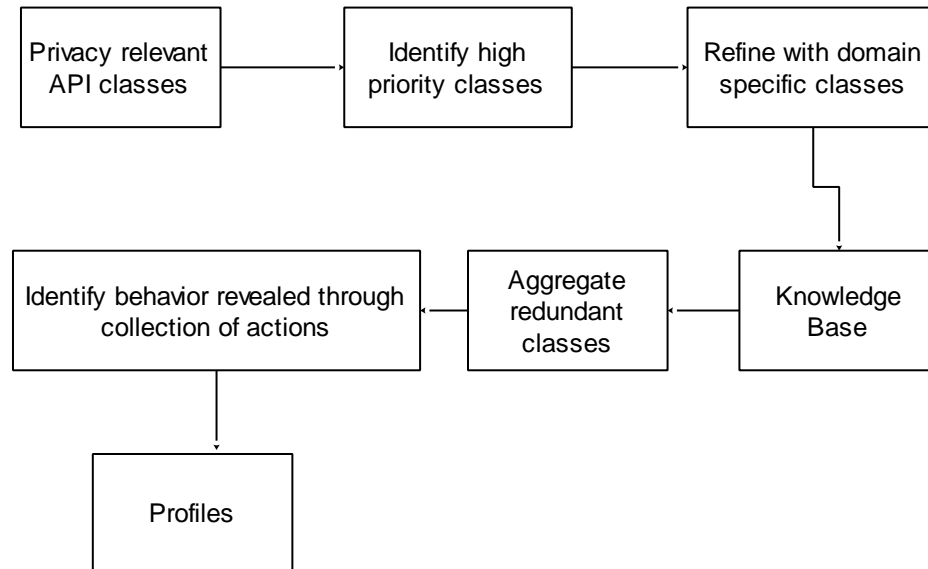 Privacy relevant
API classes
Identify high
priority classes
Refine with domain
specific classes
Identify behavior revealed through
collection of actions
Aggregate
redundant
classes
Knowledge
Base
Profiles